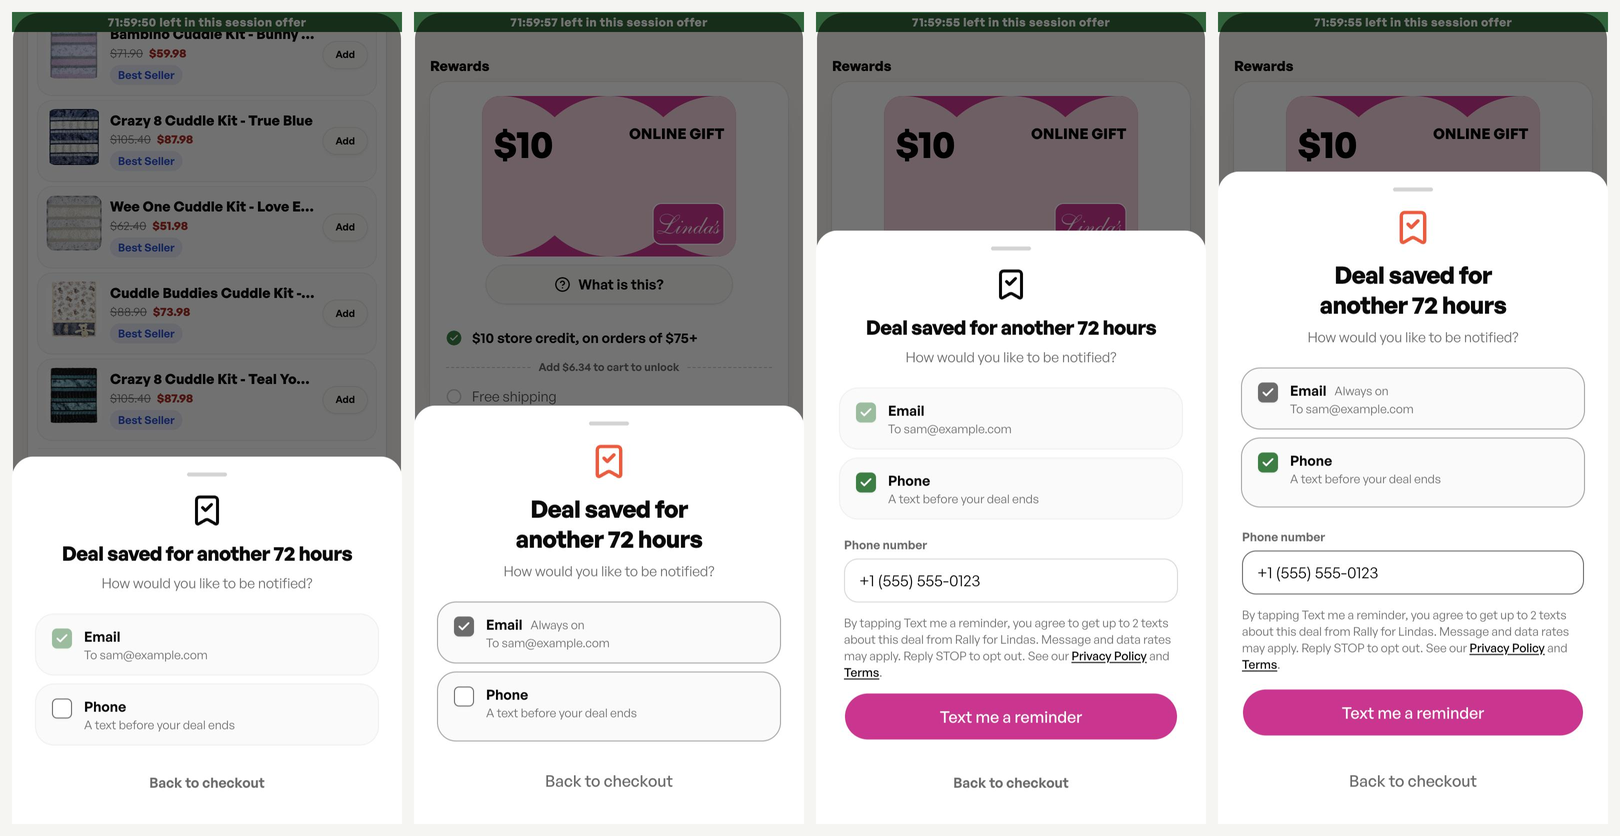 71:59:50 left in this session offer
Bambino Cuddle Kit - Bunny ...
$71.90 $59.98
Add
Best Seller
Crazy 8 Cuddle Kit - True Blue
$105.40 $87.98
Add
Best Seller
Wee One Cuddle Kit - Love E...
$62.40 $51.98
Add
Best Seller
Cuddle Buddies Cuddle Kit -...
$88.90 $73.98
Add
Best Seller
Crazy 8 Cuddle Kit - Teal Yo...
$105.40 $87.98
Add
Best Seller
Deal saved for another 72 hours
How would you like to be notified?
Email
To sam@example.com
Phone
A text before your deal ends
Back to checkout
71:59:57 left in this session offer
Rewards
$10
ONLINE GIFT
Linda's
What is this?
$10 store credit, on orders of $75+
Add $6.34 to cart to unlock
Free shipping
Deal saved for
another 72 hours
How would you like to be notified?
Email Always on
To sam@example.com
Phone
A text before your deal ends
Back to checkout
71:59:55 left in this session offer
Rewards
$10
ONLINE GIFT
Linda's
Deal saved for another 72 hours
How would you like to be notified?
Email
To sam@example.com
Phone
A text before your deal ends
Phone number
+1 (555) 555-0123
By tapping Text me a reminder, you agree to get up to 2 texts
about this deal from Rally for Lindas. Message and data rates
may apply. Reply STOP to opt out. See our Privacy Policy and
Terms.
Text me a reminder
Back to checkout
71:59:55 left in this session offer
Rewards
$10
ONLINE GIFT
Deal saved for
another 72 hours
How would you like to be notified?
Email Always on
To sam@example.com
Phone
A text before your deal ends
Phone number
+1 (555) 555-0123
By tapping Text me a reminder, you agree to get up to 2 texts
about this deal from Rally for Lindas. Message and data rates
may apply. Reply STOP to opt out. See our Privacy Policy and
Terms.
Text me a reminder
Back to checkout